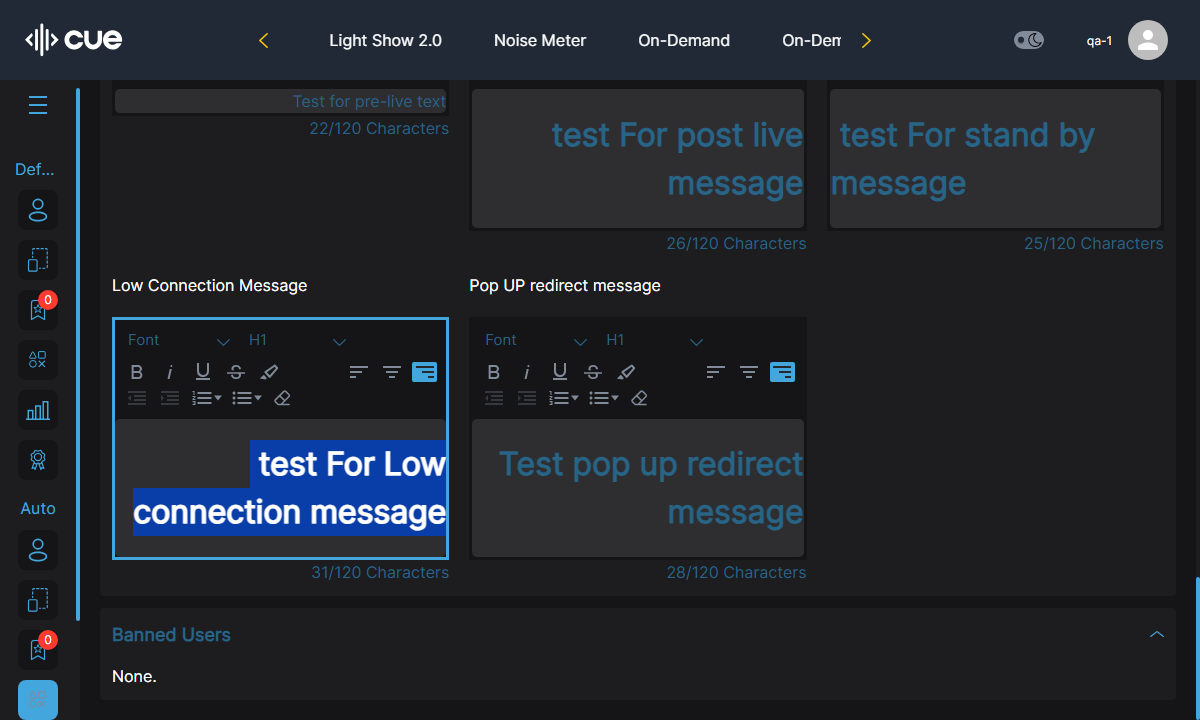 cue
Light Show 2.0
Noise Meter
On-Demand
On-Dem
qa-1
Def...
0
Auto
0
Test for pre-live text
22/120 Characters
test For post live
message
26/120 Characters
test For stand by
message
25/120 Characters
Low Connection Message
Font
H1
B i U S
test For Low
connection message
31/120 Characters
Pop UP redirect message
Font
H1
B i U S
Test pop up redirect
message
28/120 Characters
Banned Users
None.